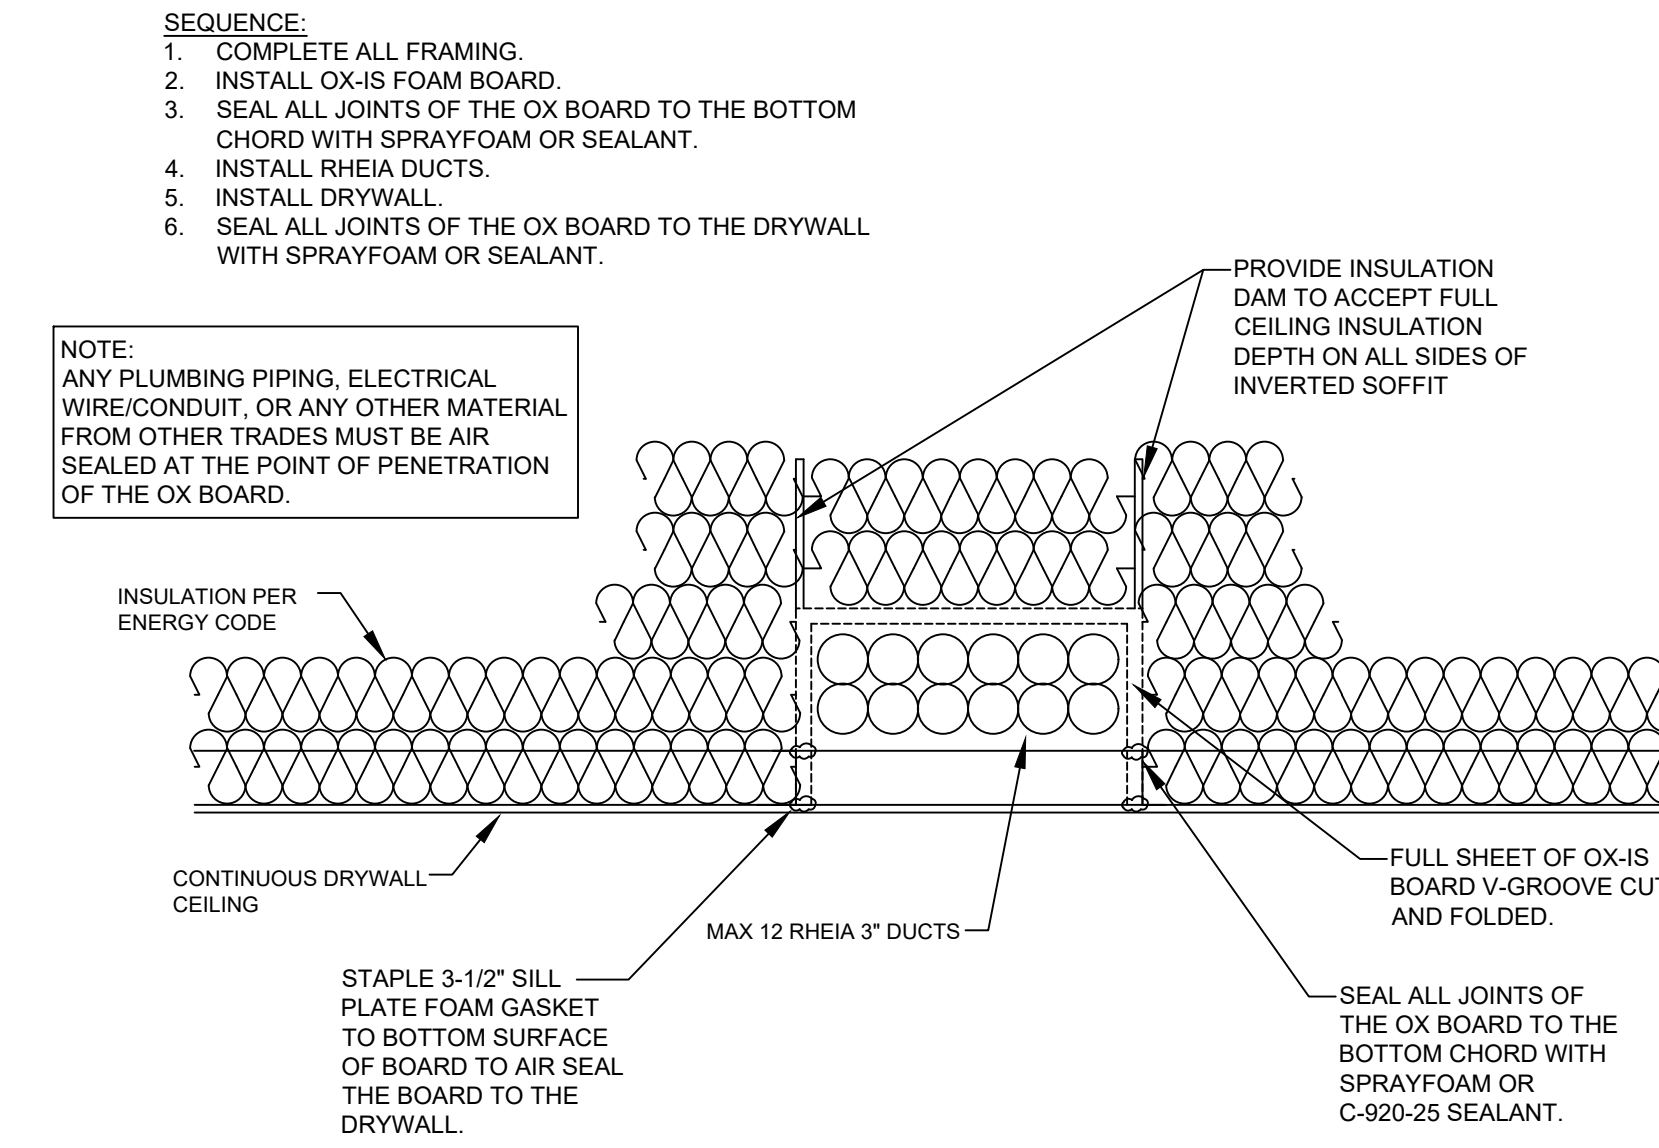 SEQUENCE:
1. COMPLETE ALL FRAMING.
2. INSTALL OX-IS FOAM BOARD.
3. SEAL ALL JOINTS OF THE OX BOARD TO THE BOTTOM
CHORD WITH SPRAYFOAM OR SEALANT.
4. INSTALL RHEIA DUCTS.
5. INSTALL DRYWALL.
6. SEAL ALL JOINTS OF THE OX BOARD TO THE DRYWALL
WITH SPRAYFOAM OR SEALANT.
PROVIDE INSULATION
DAM TO ACCEPT FULL
CEILING INSULATION
DEPTH ON ALL SIDES OF
INVERTED SOFFIT
NOTE:
ANY PLUMBING PIPING, ELECTRICAL
WIRE/CONDUIT, OR ANY OTHER MATERIAL
FROM OTHER TRADES MUST BE AIR
SEALED AT THE POINT OF PENETRATION
OF THE OX BOARD.
INSULATION PER
ENERGY CODE
CONTINUOUS DRYWALL
CEILING
MAX 12 RHEIA 3" DUCTS
FULL SHEET OF OX-IS
BOARD V-GROOVE CUT
AND FOLDED.
STAPLE 3-1/2" SILL
PLATE FOAM GASKET
TO BOTTOM SURFACE
OF BOARD TO AIR SEAL
THE BOARD TO THE
DRYWALL.
SEAL ALL JOINTS OF
THE OX BOARD TO THE
BOTTOM CHORD WITH
SPRAYFOAM OR
C-920-25 SEALANT.